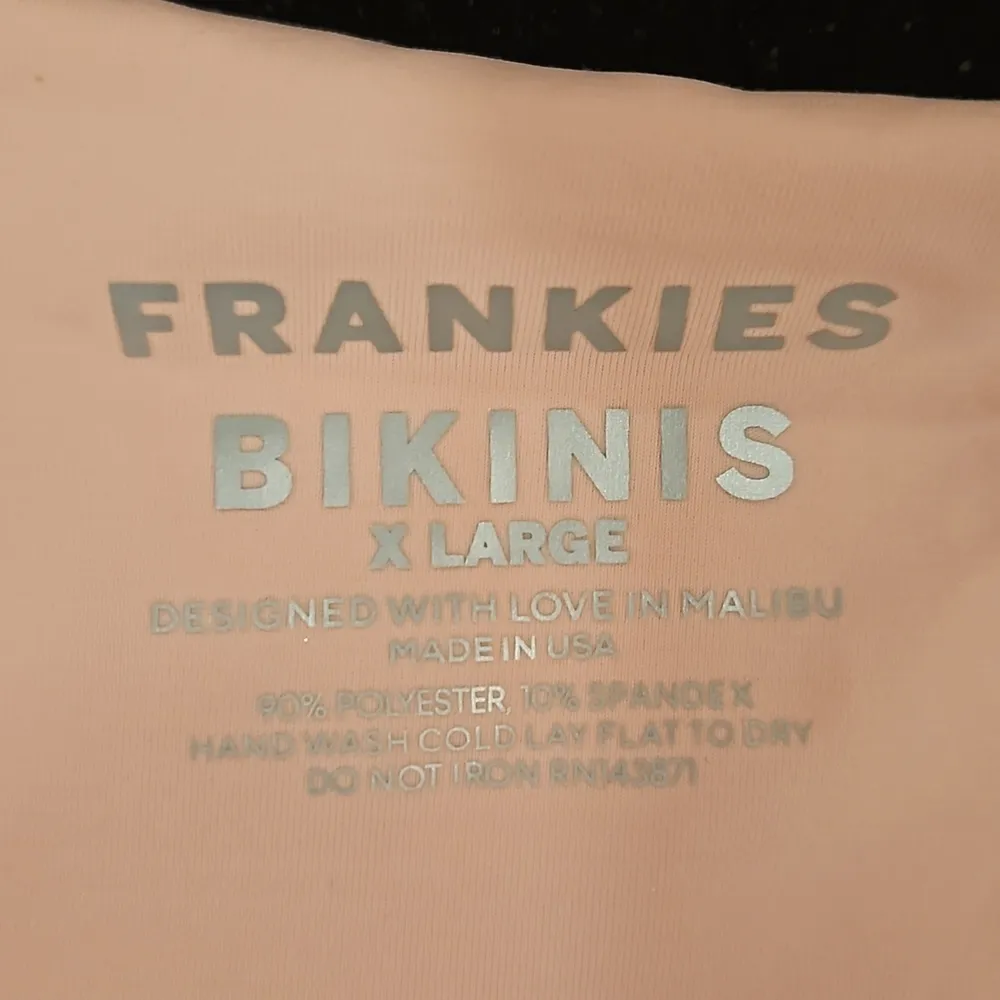 FRANKIES
BIKINIS
X LARGE
DESIGNED WITH LOVE IN MALIBU
MADE IN USA
90% POLYESTER, 10% SPANDEX
HAND WASH COLD LAY FLAT TO DRY
DO NOT IRON RN143871